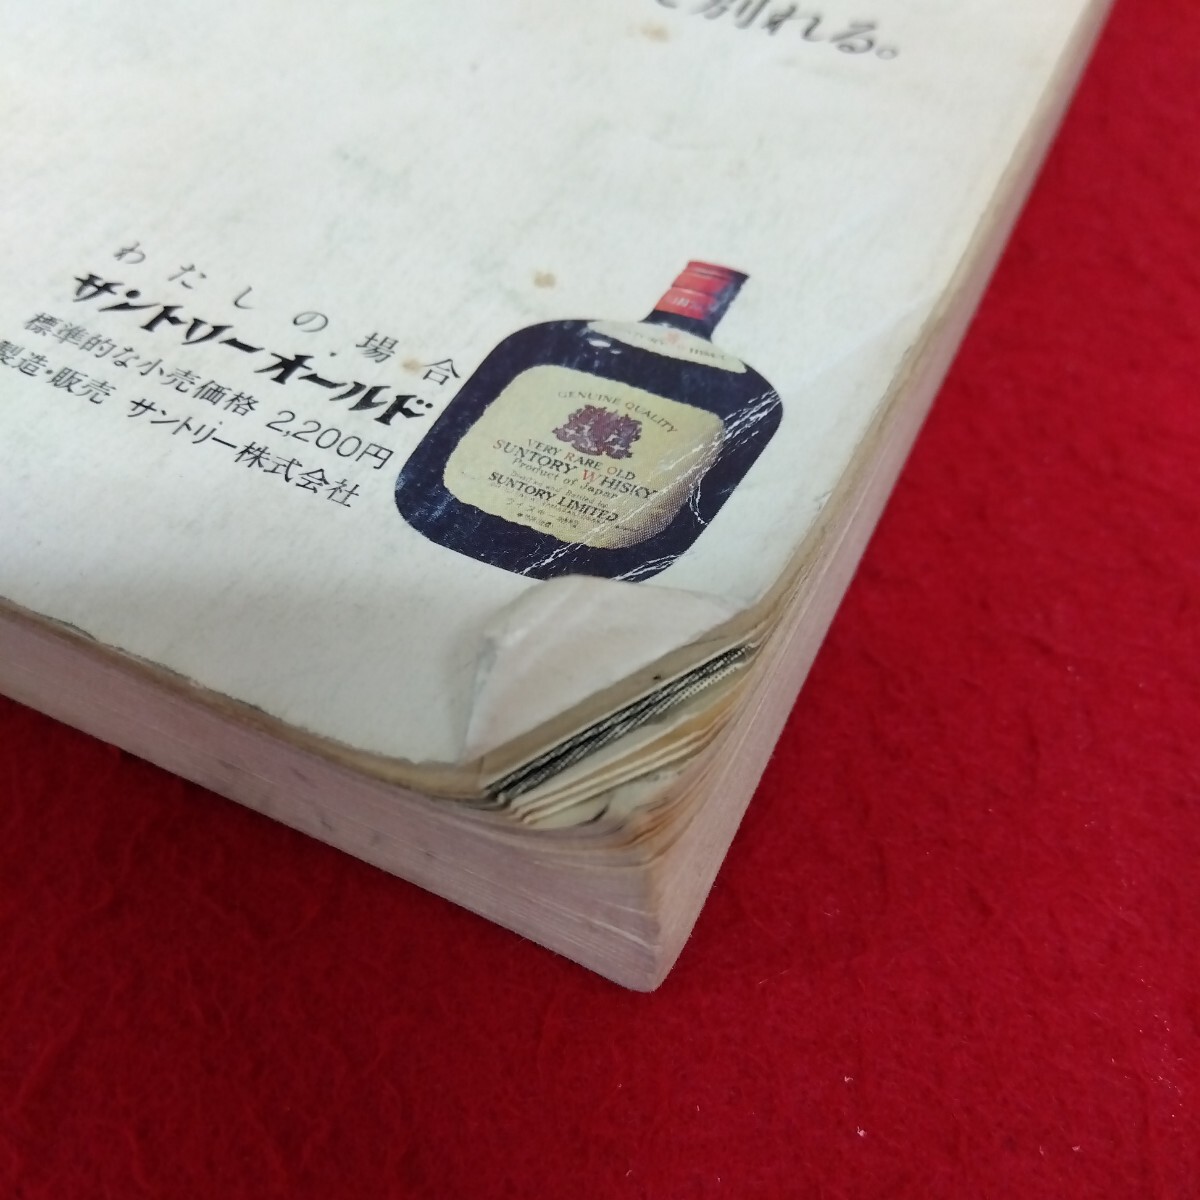 別れる。
わたしの場合
サントリーオールド
標準的な小売価格 2,200円
製造・販売 サントリー株式会社
GENUINE QUALITY
VERY RARE OLD
SUNTORY WHISKY
Product of Japan
SUNTORY LIMITED